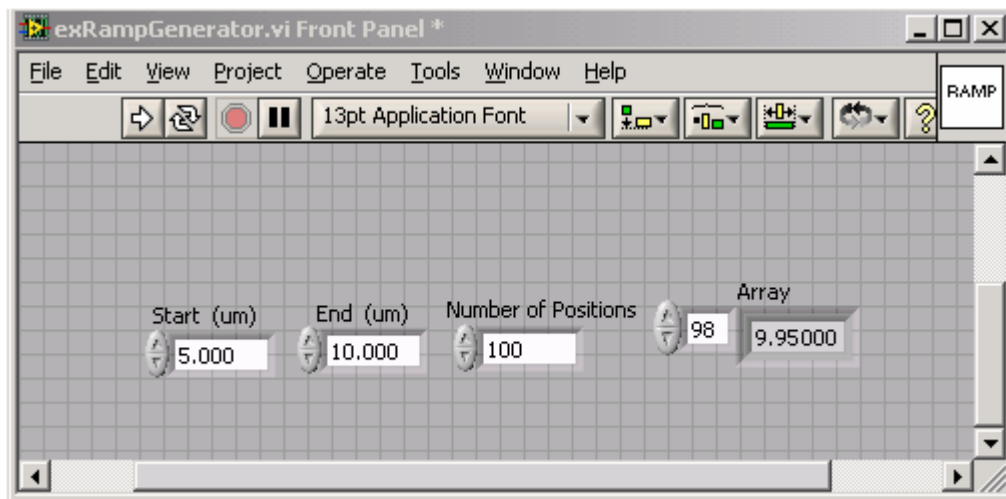 exRampGenerator.vi Front Panel *
File Edit View Project Operate Tools Window Help
RAMP
13pt Application Font
?
Array
Start (um) End (um) Number of Positions
98 9.95000
5.000 10.000 100